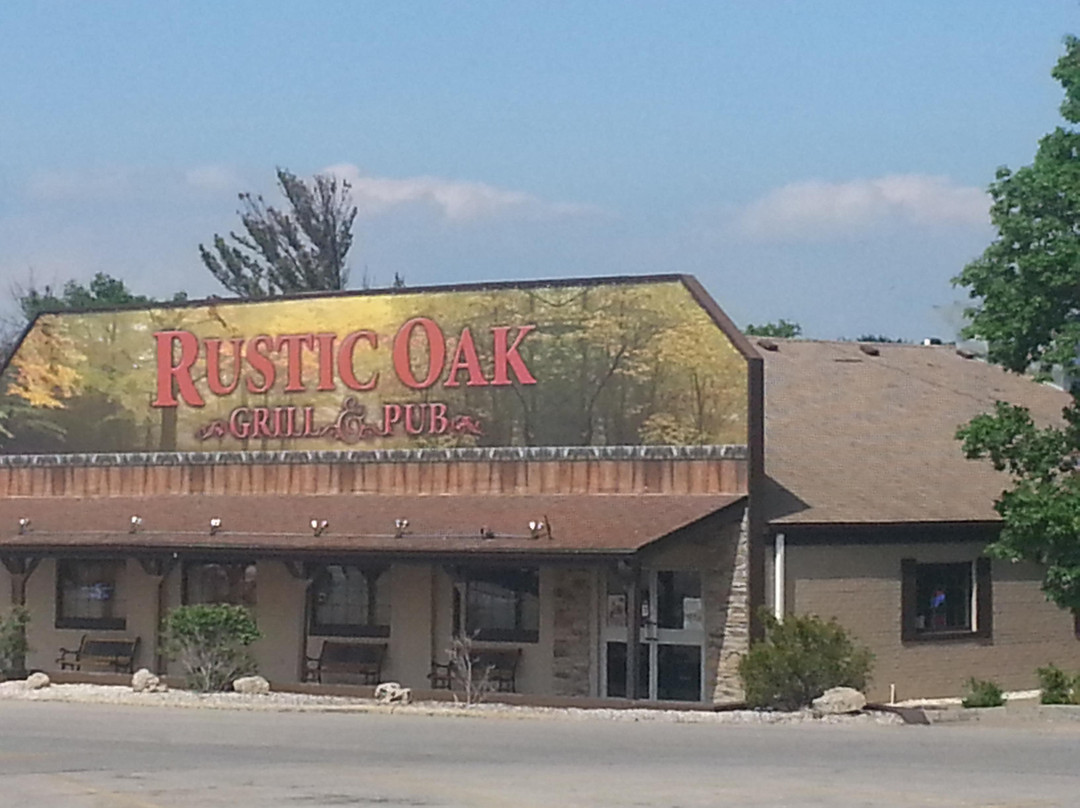 RUSTIC OAK
GRILL & PUB